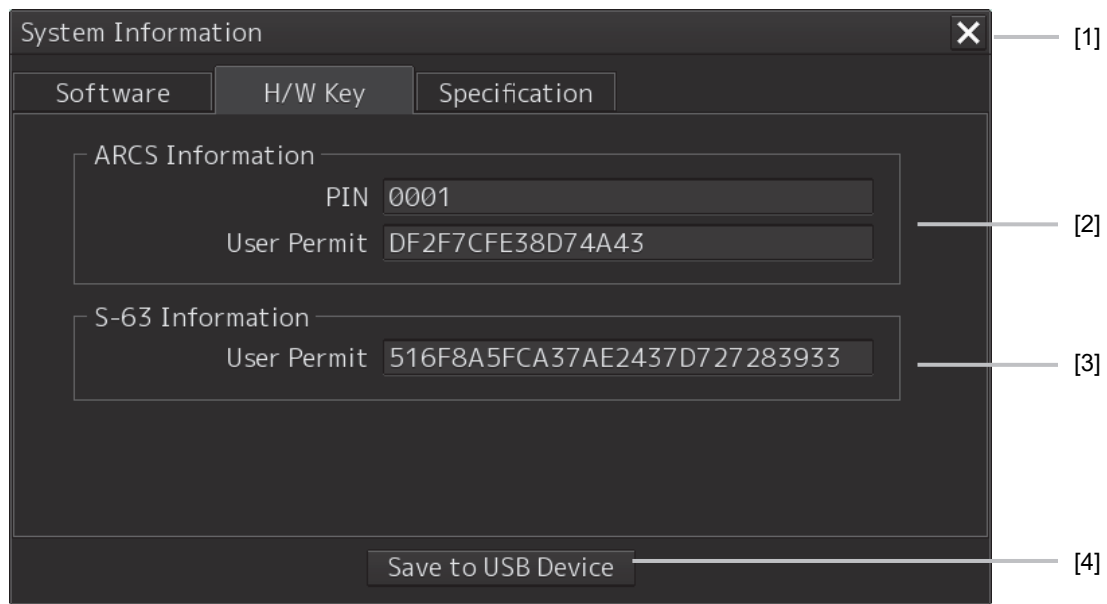 System Information
[1]
Software H/W Key Specification
ARCS Information
PIN 0001
[2]
User Permit DF2F7CFE38D74A43
S-63 Information
User Permit 516F8A5FCA37AE2437D727283933
[3]
Save to USB Device
[4]